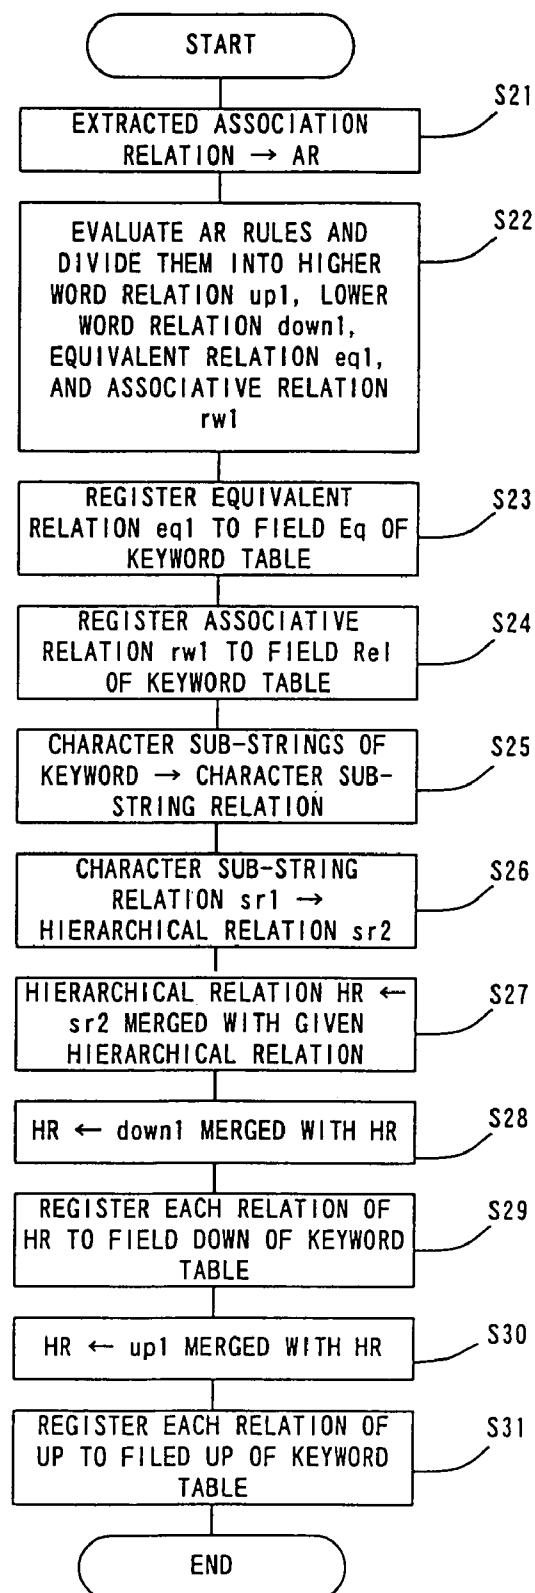 START
S21
EXTRACTED ASSOCIATION
RELATION → AR
S22
EVALUATE AR RULES AND
DIVIDE THEM INTO HIGHER
WORD RELATION up1, LOWER
WORD RELATION down1,
EQUIVALENT RELATION eq1,
AND ASSOCIATIVE RELATION
rw1
S23
REGISTER EQUIVALENT
RELATION eq1 TO FIELD Eq OF
KEYWORD TABLE
S24
REGISTER ASSOCIATIVE
RELATION rw1 TO FIELD Rel
OF KEYWORD TABLE
S25
CHARACTER SUB-STRINGS OF
KEYWORD → CHARACTER SUB-
STRING RELATION
S26
CHARACTER SUB-STRING
RELATION sr1 →
HIERARCHICAL RELATION sr2
S27
HIERARCHICAL RELATION HR ←
sr2 MERGED WITH GIVEN
HIERARCHICAL RELATION
S28
HR ← down1 MERGED WITH HR
S29
REGISTER EACH RELATION OF
HR TO FIELD DOWN OF KEYWORD
TABLE
S30
HR ← up1 MERGED WITH HR
S31
REGISTER EACH RELATION OF
UP TO FILED UP OF KEYWORD
TABLE
END